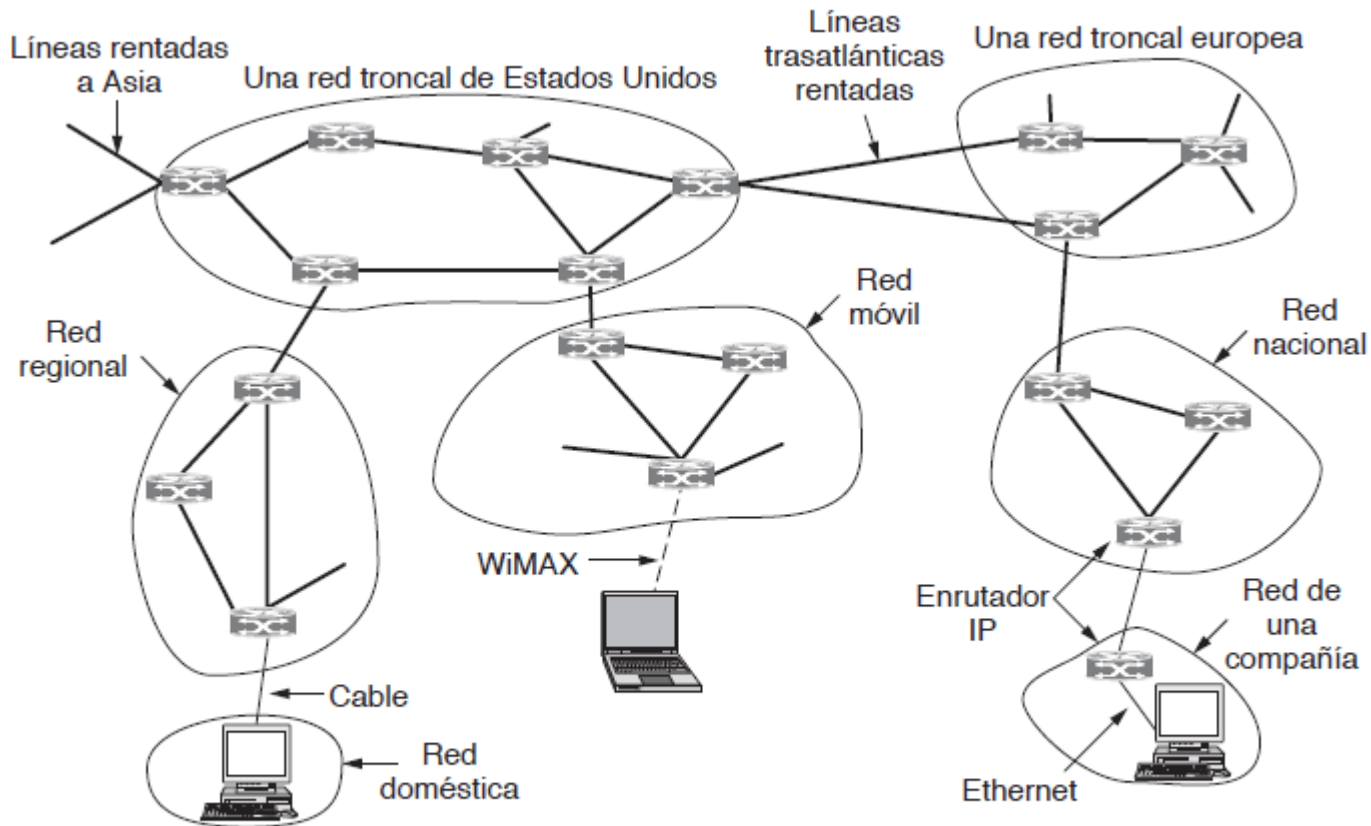 Líneas rentadas
a Asia
Una red troncal de Estados Unidos
Líneas
trasatlánticas
rentadas
Una red troncal europea
Red
regional
Red
móvil
Red
nacional
WiMAX
Enrutador
IP
Red de
una
compañía
Cable
Red
doméstica
Ethernet